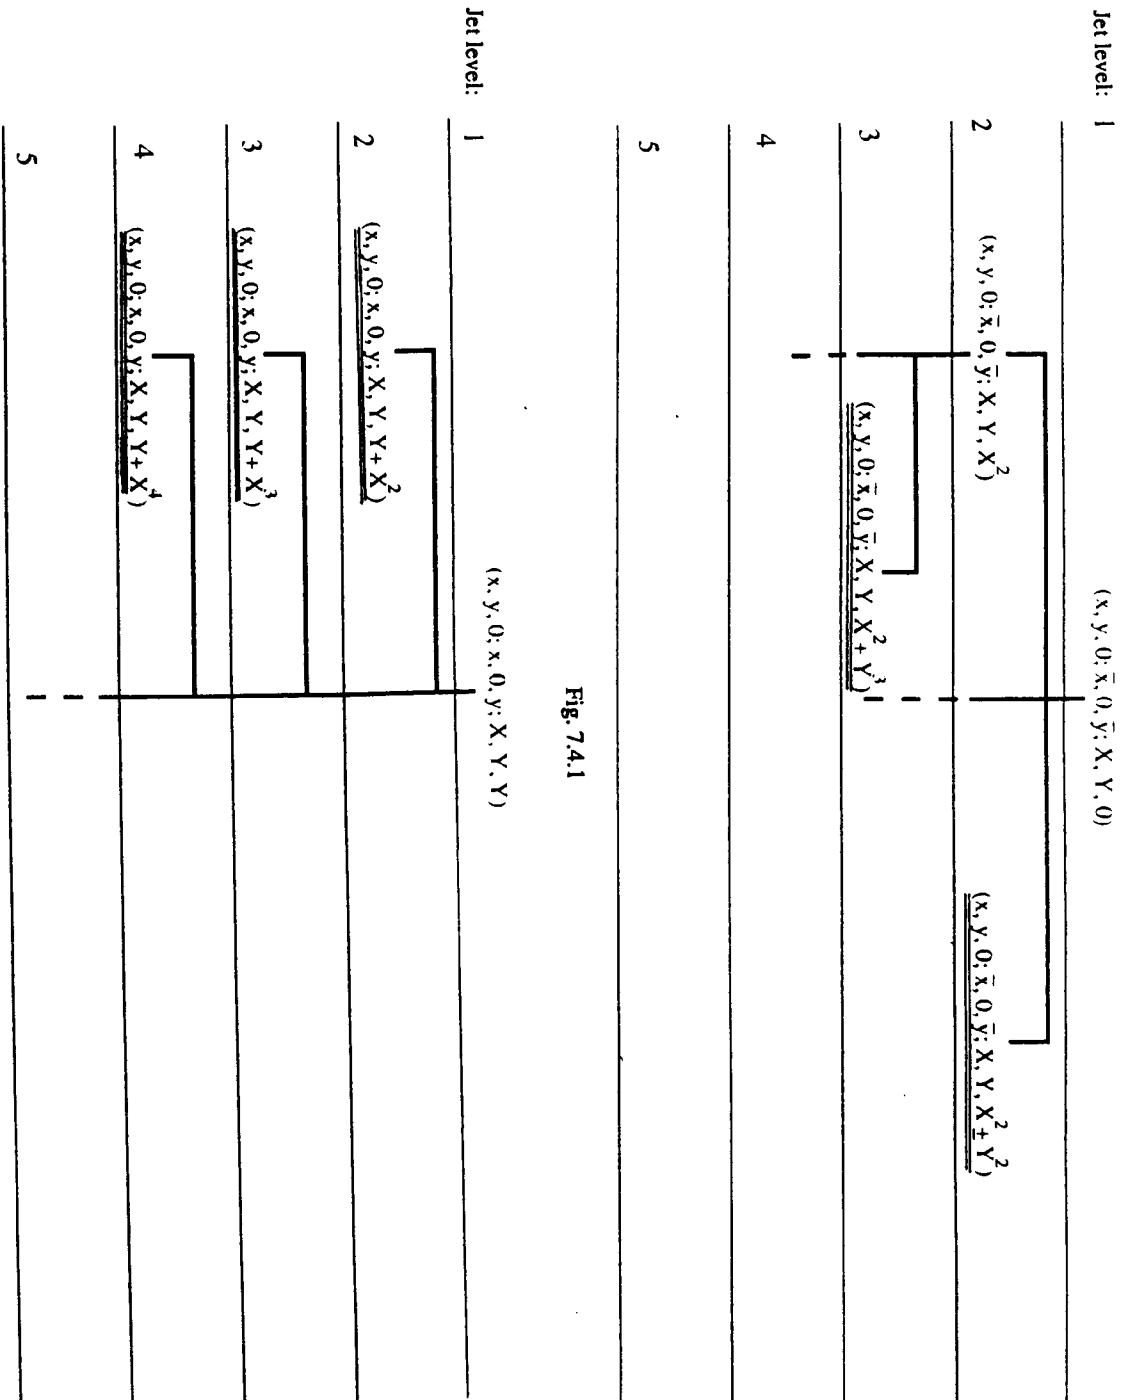 Jet level: 1
(x, y, 0; x̄, 0, ȳ; X, Y, 0)
2
(x, y, 0; x̄, 0, ȳ; X, Y, X²)
(x, y, 0; x̄, 0, ȳ; X, Y, X² ± Y²)
3
(x, y, 0; x̄, 0, ȳ; X, Y, X² + Y³)
4
5
Fig. 7.4.1
Jet level: 1
(x, y, 0; x, 0, y; X, Y, Y)
2
(x, y, 0; x, 0, y; X, Y, Y + X²)
3
(x, y, 0; x, 0, y; X, Y, Y + X³)
4
(x, y, 0; x, 0, y; X, Y, Y + X⁴)
5